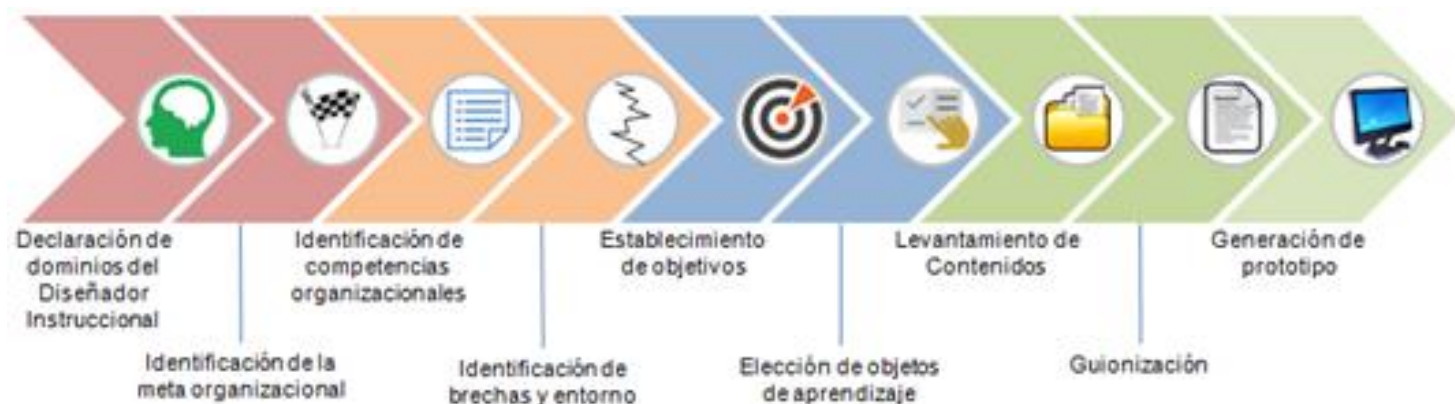 Declaración de
dominios del
Diseñador
Instruccional
Identificación de la
meta organizacional
Identificación de
competencias
organizacionales
Identificación de
brechas y entorno
Establecimiento
de objetivos
Elección de objetos
de aprendizaje
Levantamiento de
Contenidos
Guionización
Generación de
prototipo